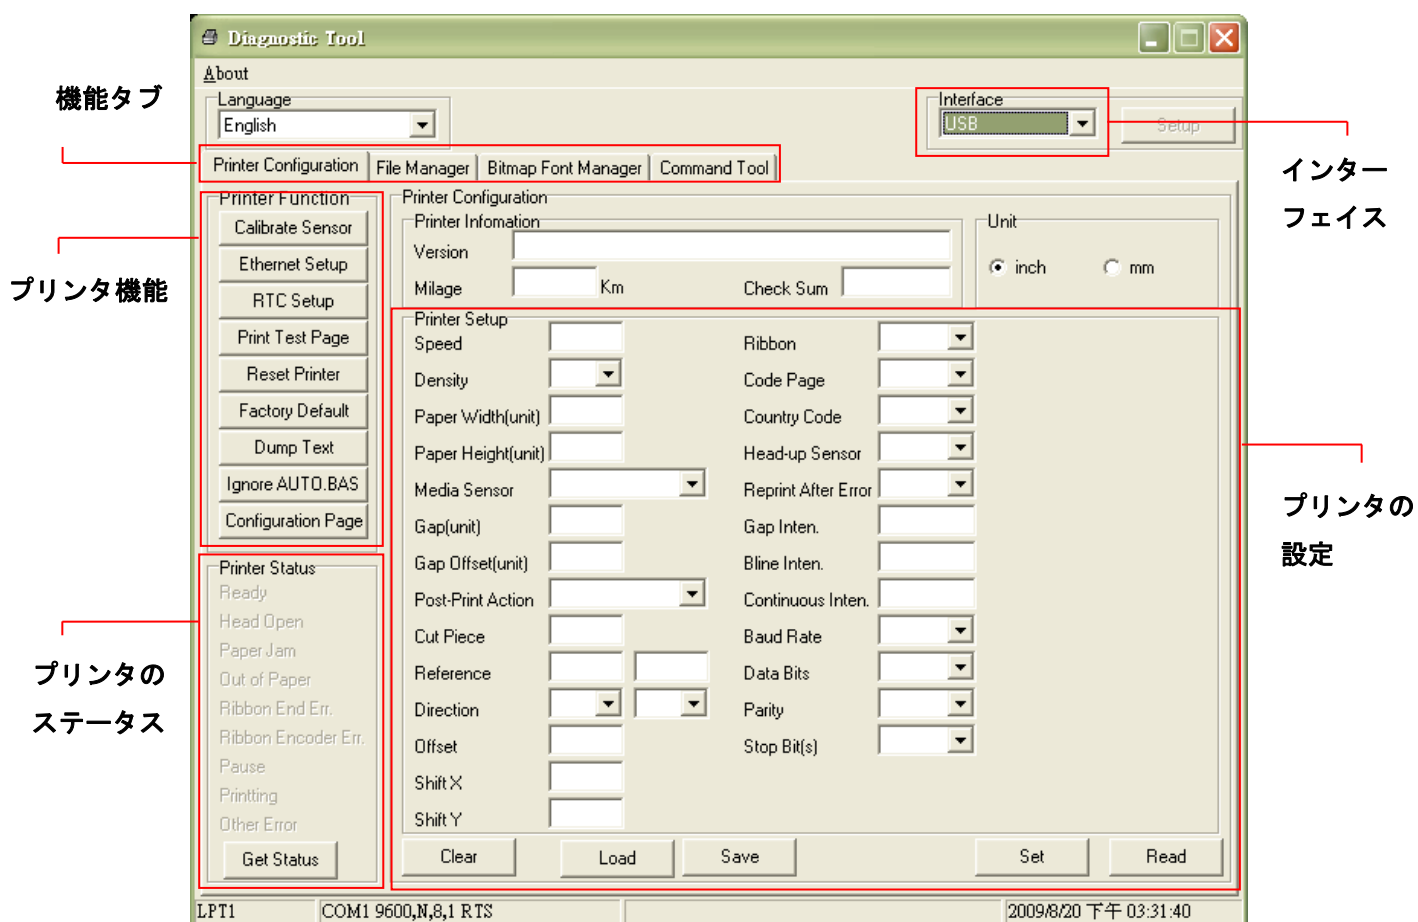 Diagnostic Tool
About
機能タブ
Language
English
Interface
USB
Setup
インター
フェイス
Printer Configuration
File Manager
Bitmap Font Manager
Command Tool
プリンタ機能
Printer Function
Calibrate Sensor
Ethernet Setup
RTC Setup
Print Test Page
Reset Printer
Factory Default
Dump Text
Ignore AUTO.BAS
Configuration Page
プリンタの
ステータス
Printer Status
Ready
Head Open
Paper Jam
Out of Paper
Ribbon End Err.
Ribbon Encoder Err.
Pause
Printting
Other Error
Get Status
Printer Configuration
Printer Infomation
Version
Milage
Km
Check Sum
Unit
inch
mm
プリンタの
設定
Printer Setup
Speed
Density
Paper Width(unit)
Paper Height(unit)
Media Sensor
Gap(unit)
Gap Offset(unit)
Post-Print Action
Cut Piece
Reference
Direction
Offset
Shift X
Shift Y
Ribbon
Code Page
Country Code
Head-up Sensor
Reprint After Error
Gap Inten.
Bline Inten.
Continuous Inten.
Baud Rate
Data Bits
Parity
Stop Bit(s)
Clear
Load
Save
Set
Read
LPT1
COM1 9600,N,8,1 RTS
2009/8/20 下午 03:31:40